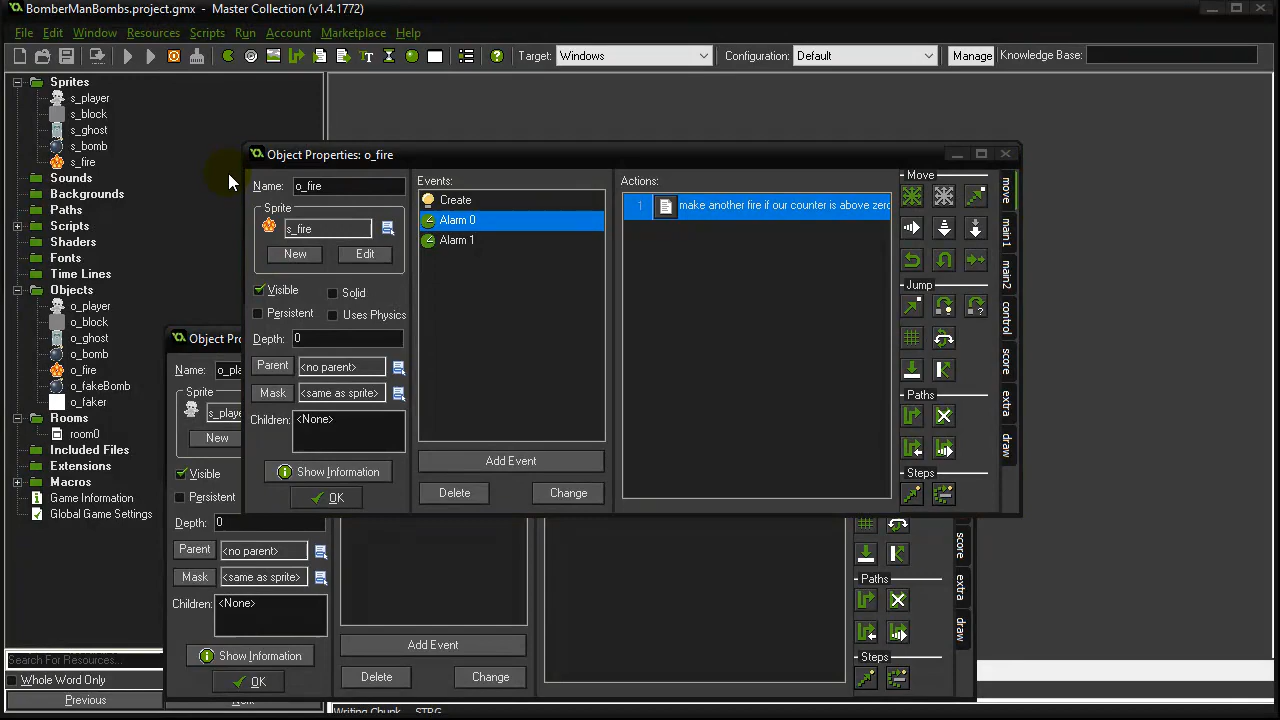 BomberManBombs.project.gmx - Master Collection (v1.4.1772)
File Edit Window Resources Scripts Run Account Marketplace Help
Target: Windows Configuration: Default Manage Knowledge Base:
Sprites
s_player
s_block
s_ghost
s_bomb
s_fire
Sounds
Backgrounds
Paths
Scripts
Shaders
Fonts
Time Lines
Objects
o_player
o_block
o_ghost
o_bomb
o_fire
o_fakeBomb
o_faker
Rooms
room0
Included Files
Extensions
Macros
Game Information
Global Game Settings
Search For Resources...
Whole Word Only
Previous
Object Properties: o_fire
Name: o_fire
Sprite
s_fire
New Edit
Visible Solid
Persistent Uses Physics
Depth: 0
Parent <no parent>
Mask <same as sprite>
Children: <None>
Show Information
OK
Events:
Create
Alarm 0
Alarm 1
Add Event
Delete Change
Actions:
1 make another fire if our counter is above zero
Move
Jump
Paths
Steps
move
main1
main2
control
score
extra
draw
Object Pr
Name: o_pla
Sprite
s_playe
New
Visible
Persistent
Depth: 0
Parent <no parent>
Mask <same as sprite>
Children: <None>
Show Information
OK
Add Event
Delete Change
Paths
Steps
score
extra
draw
Writing Chunk... STRG